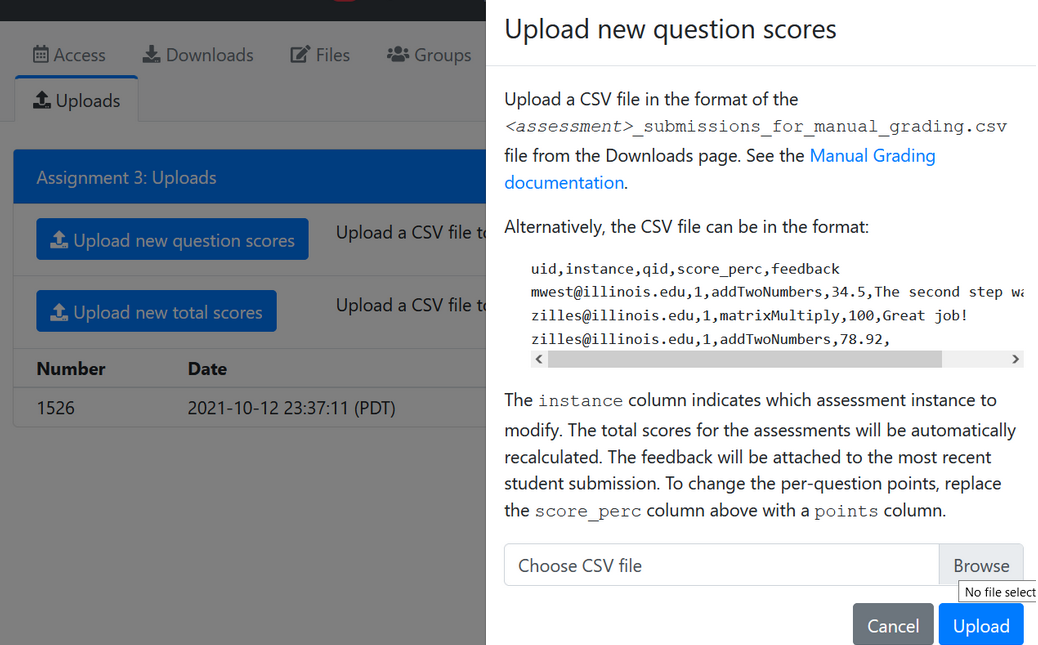 Access Downloads Files Groups
Uploads
Assignment 3: Uploads
Upload new question scores Upload a CSV file to
Upload new total scores Upload a CSV file to
Number Date
1526 2021-10-12 23:37:11 (PDT)
Upload new question scores
Upload a CSV file in the format of the
<assessment>_submissions_for_manual_grading.csv
file from the Downloads page. See the Manual Grading
documentation.
Alternatively, the CSV file can be in the format:
uid,instance,qid,score_perc,feedback
mwest@illinois.edu,1,addTwoNumbers,34.5,The second step wa
zilles@illinois.edu,1,matrixMultiply,100,Great job!
zilles@illinois.edu,1,addTwoNumbers,78.92,
The instance column indicates which assessment instance to
modify. The total scores for the assessments will be automatically
recalculated. The feedback will be attached to the most recent
student submission. To change the per-question points, replace
the score_perc column above with a points column.
Choose CSV file Browse
No file select
Cancel Upload